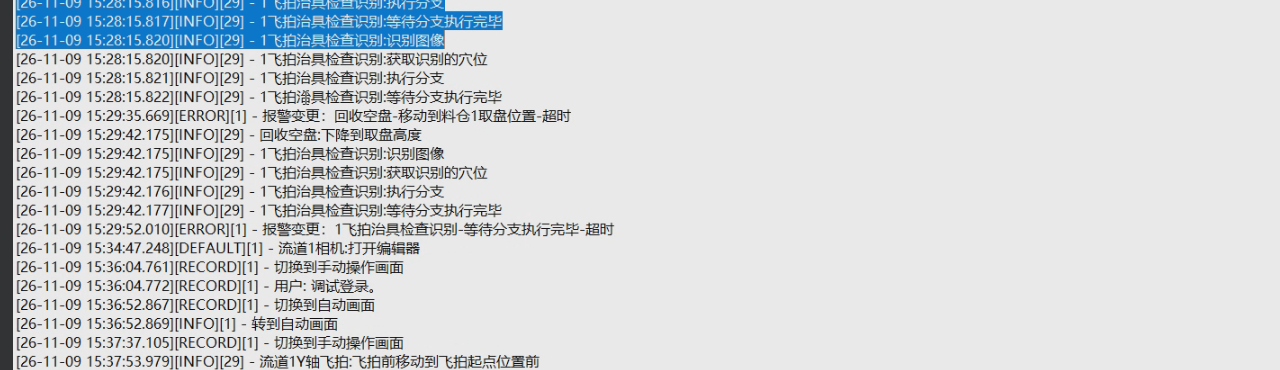 [26-11-09 15:28:15.816][INFO][29] - 1飞拍治具检查识别:执行分支
[26-11-09 15:28:15.817][INFO][29] - 1飞拍治具检查识别:等待分支执行完毕
[26-11-09 15:28:15.820][INFO][29] - 1飞拍治具检查识别:识别图像
[26-11-09 15:28:15.820][INFO][29] - 1飞拍治具检查识别:获取识别的穴位
[26-11-09 15:28:15.821][INFO][29] - 1飞拍治具检查识别:执行分支
[26-11-09 15:28:15.822][INFO][29] - 1飞拍治具检查识别:等待分支执行完毕
[26-11-09 15:29:35.669][ERROR][1] - 报警变更：回收空盘-移动到料仓1取盘位置-超时
[26-11-09 15:29:42.175][INFO][29] - 回收空盘:下降到取盘高度
[26-11-09 15:29:42.175][INFO][29] - 1飞拍治具检查识别:识别图像
[26-11-09 15:29:42.175][INFO][29] - 1飞拍治具检查识别:获取识别的穴位
[26-11-09 15:29:42.176][INFO][29] - 1飞拍治具检查识别:执行分支
[26-11-09 15:29:42.177][INFO][29] - 1飞拍治具检查识别:等待分支执行完毕
[26-11-09 15:29:52.010][ERROR][1] - 报警变更：1飞拍治具检查识别-等待分支执行完毕-超时
[26-11-09 15:34:47.248][DEFAULT][1] - 流道1相机:打开编辑器
[26-11-09 15:36:04.761][RECORD][1] - 切换到手动操作画面
[26-11-09 15:36:04.772][RECORD][1] - 用户: 调试登录。
[26-11-09 15:36:52.867][RECORD][1] - 切换到自动画面
[26-11-09 15:36:52.869][INFO][1] - 转到自动画面
[26-11-09 15:37:37.105][RECORD][1] - 切换到手动操作画面
[26-11-09 15:37:53.979][INFO][29] - 流道1Y轴飞拍:飞拍前移动到飞拍起点位置前